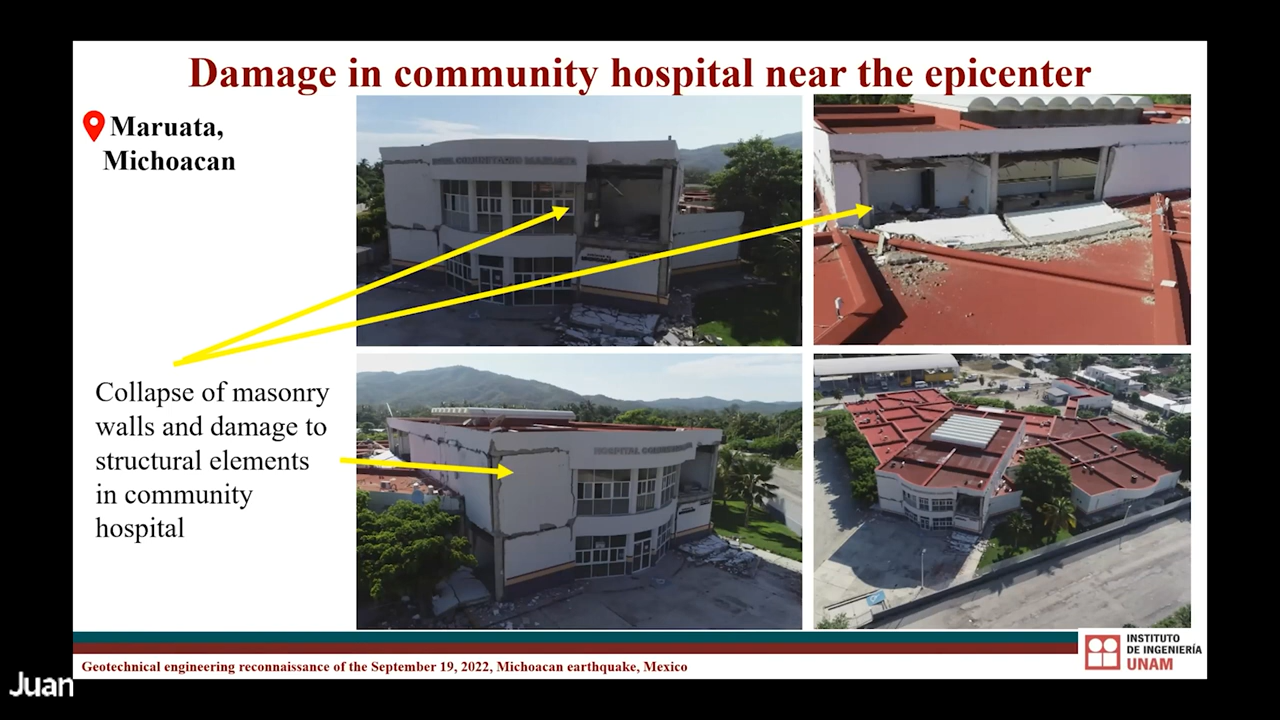 Damage in community hospital near the epicenter
Maruata,
Michoacan
COMUNITARIO MARUATA
Collapse of masonry
walls and damage to
structural elements
in community
hospital
HOSPITAL
Geotechnical engineering reconnaissance of the September 19, 2022, Michoacan earthquake, Mexico
INSTITUTO
DE INGENIERÍA
UNAM
Juan